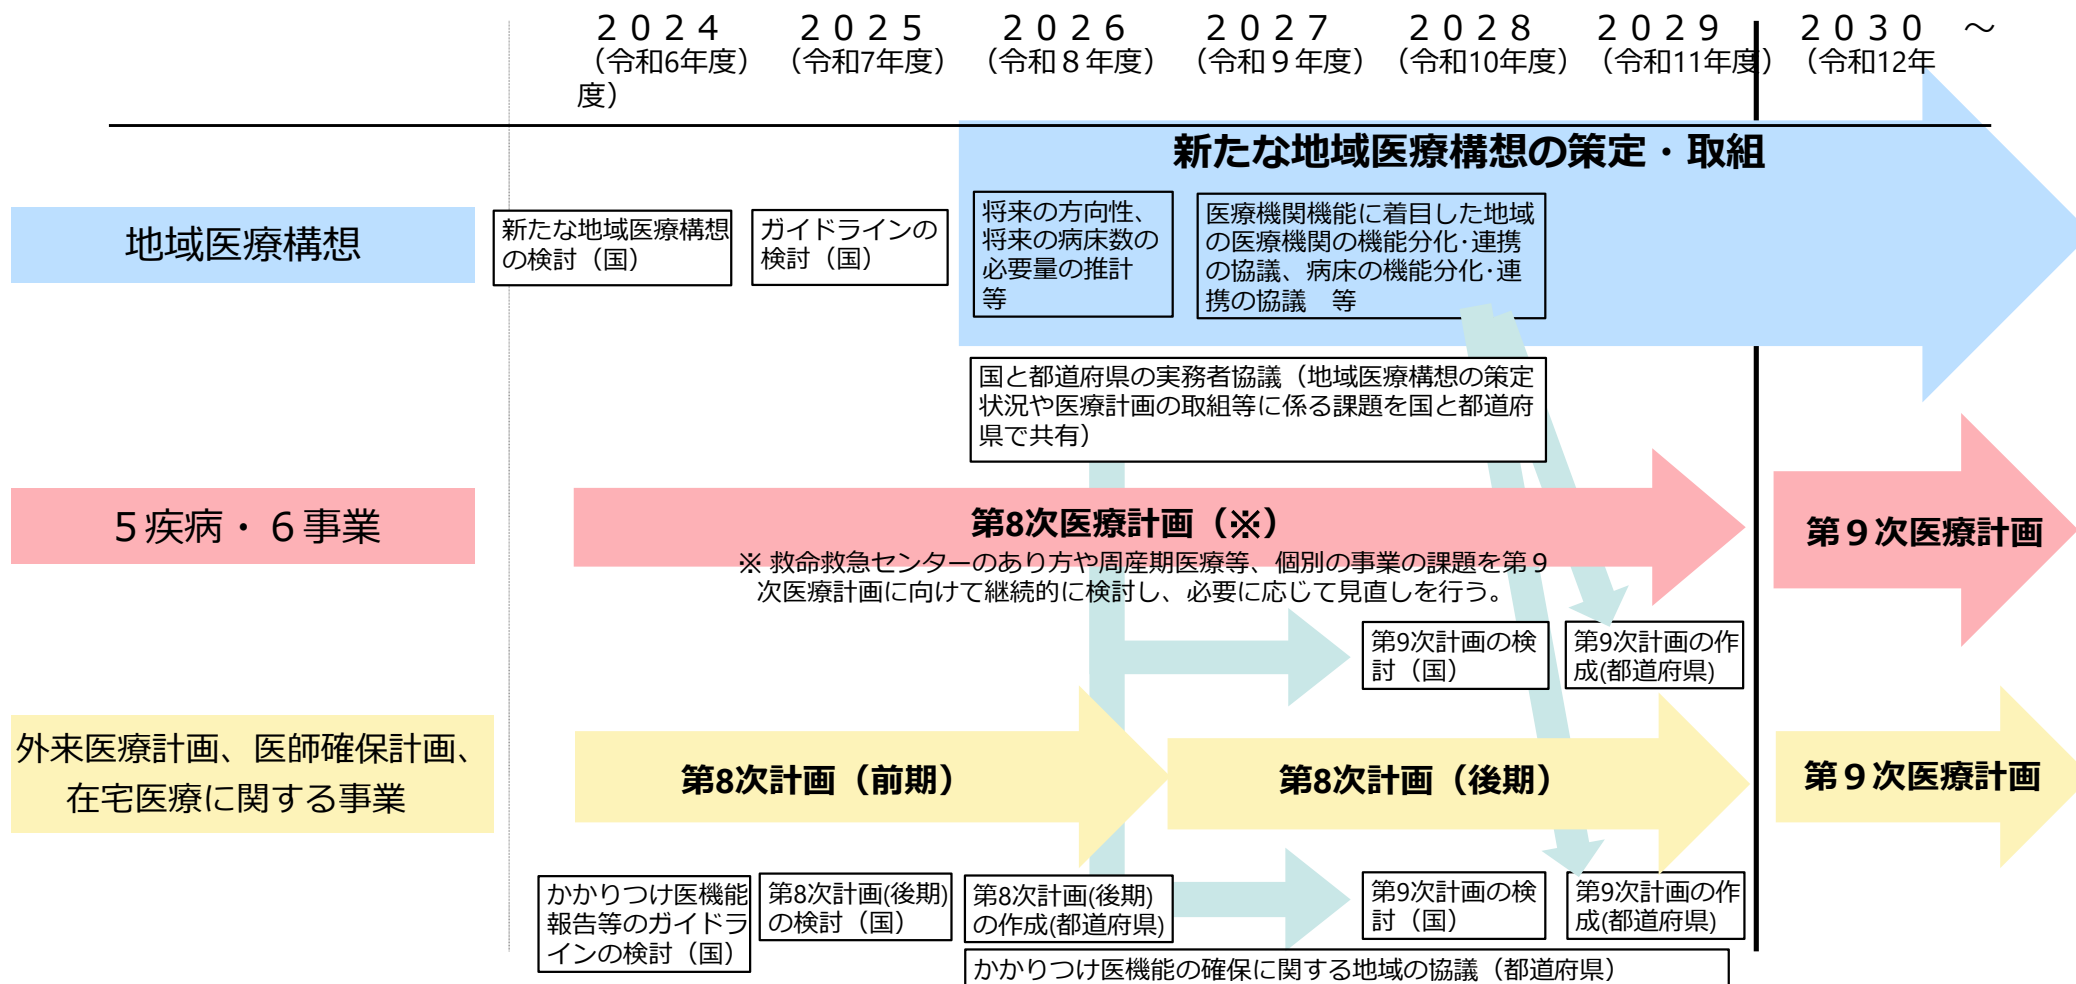 ２０２４
（令和6年度）
２０２５
（令和7年度）
２０２６
（令和８年度）
２０２７
（令和９年度）
２０２８
（令和10年度）
２０２９
（令和11年度）
２０３０　～
（令和12年
度）
新たな地域医療構想の策定・取組
地域医療構想
新たな地域医療構想
の検討（国）
ガイドラインの
検討（国）
将来の方向性、
将来の病床数の
必要量の推計
等
医療機関機能に着目した地域
の医療機関の機能分化･連携
の協議、病床の機能分化･連
携の協議　等
国と都道府県の実務者協議（地域医療構想の策定
状況や医療計画の取組等に係る課題を国と都道府
県で共有）
５疾病・６事業
第8次医療計画（※）
※ 救命救急センターのあり方や周産期医療等、個別の事業の課題を第９
次医療計画に向けて継続的に検討し、必要に応じて見直しを行う。
第９次医療計画
第9次計画の検
討（国）
第9次計画の作
成(都道府県)
外来医療計画、医師確保計画、
在宅医療に関する事業
第8次計画（前期）
第8次計画（後期）
第９次医療計画
かかりつけ医機能
報告等のガイドラ
インの検討（国）
第8次計画(後期)
の検討（国）
第8次計画(後期)
の作成(都道府県)
第9次計画の検
討（国）
第9次計画の作
成(都道府県)
かかりつけ医機能の確保に関する地域の協議（都道府県）